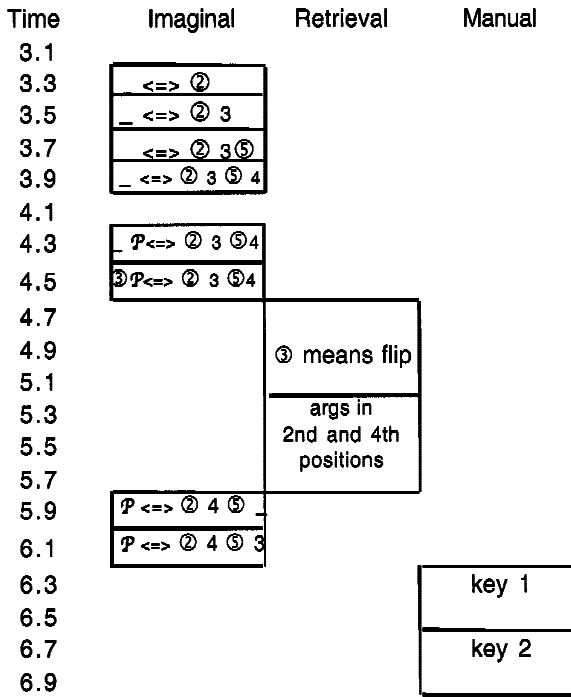 Time Imaginal Retrieval Manual
3.1
3.3 _ <=> ②
3.5 _ <=> ② 3
3.7 <=> ② 3 ⑤
3.9 _ <=> ② 3 ⑤ 4
4.1
4.3 _ 𝒫<=> ② 3 ⑤4
4.5 ③𝒫<=> ② 3 ⑤4
4.7
4.9 ③ means flip
5.1
5.3 args in
5.5 2nd and 4th
5.7 positions
5.9 𝒫 <=> ② 4 ⑤ _
6.1 𝒫 <=> ② 4 ⑤ 3
6.3 key 1
6.5
6.7 key 2
6.9